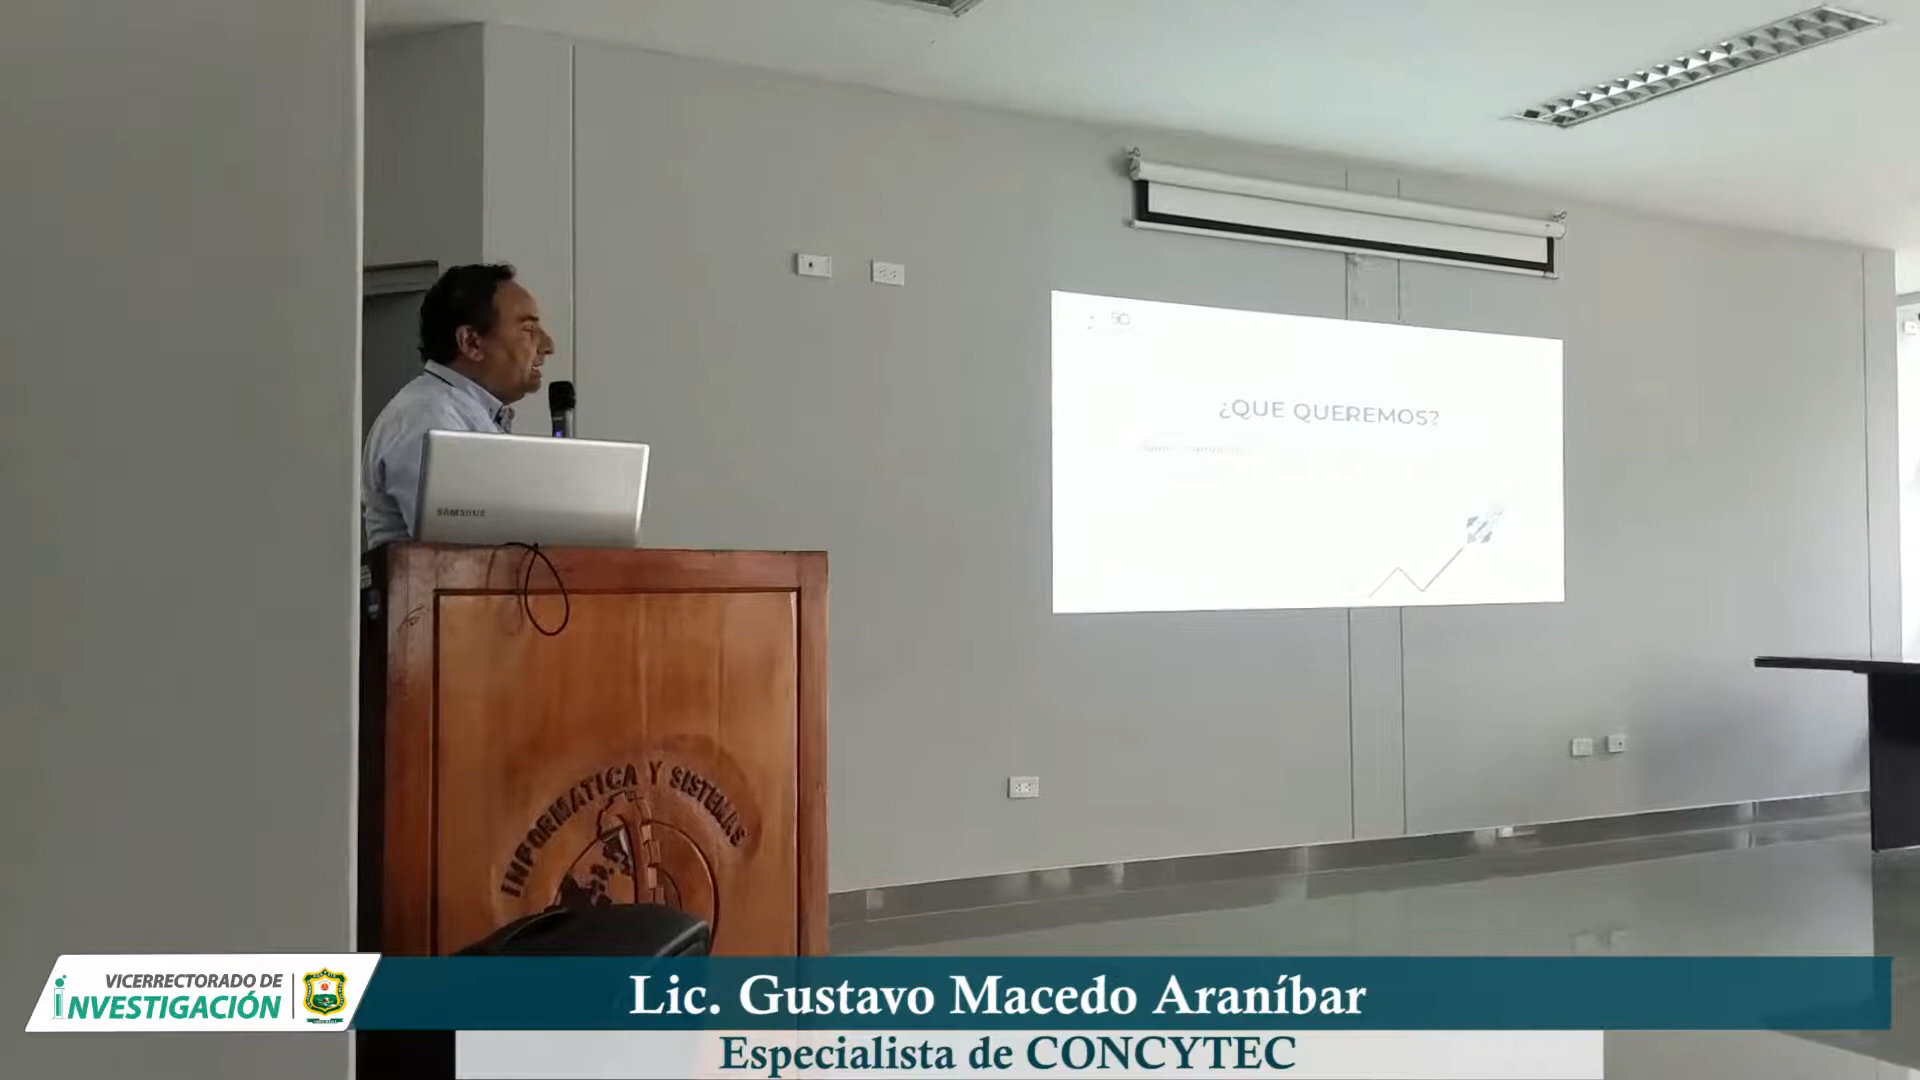 ¿QUE QUEREMOS?
SAMSUNG
INFORMATICA Y SISTEMAS
VICERRECTORADO DE
iNVESTIGACIÓN
Lic. Gustavo Macedo Araníbar
Especialista de CONCYTEC